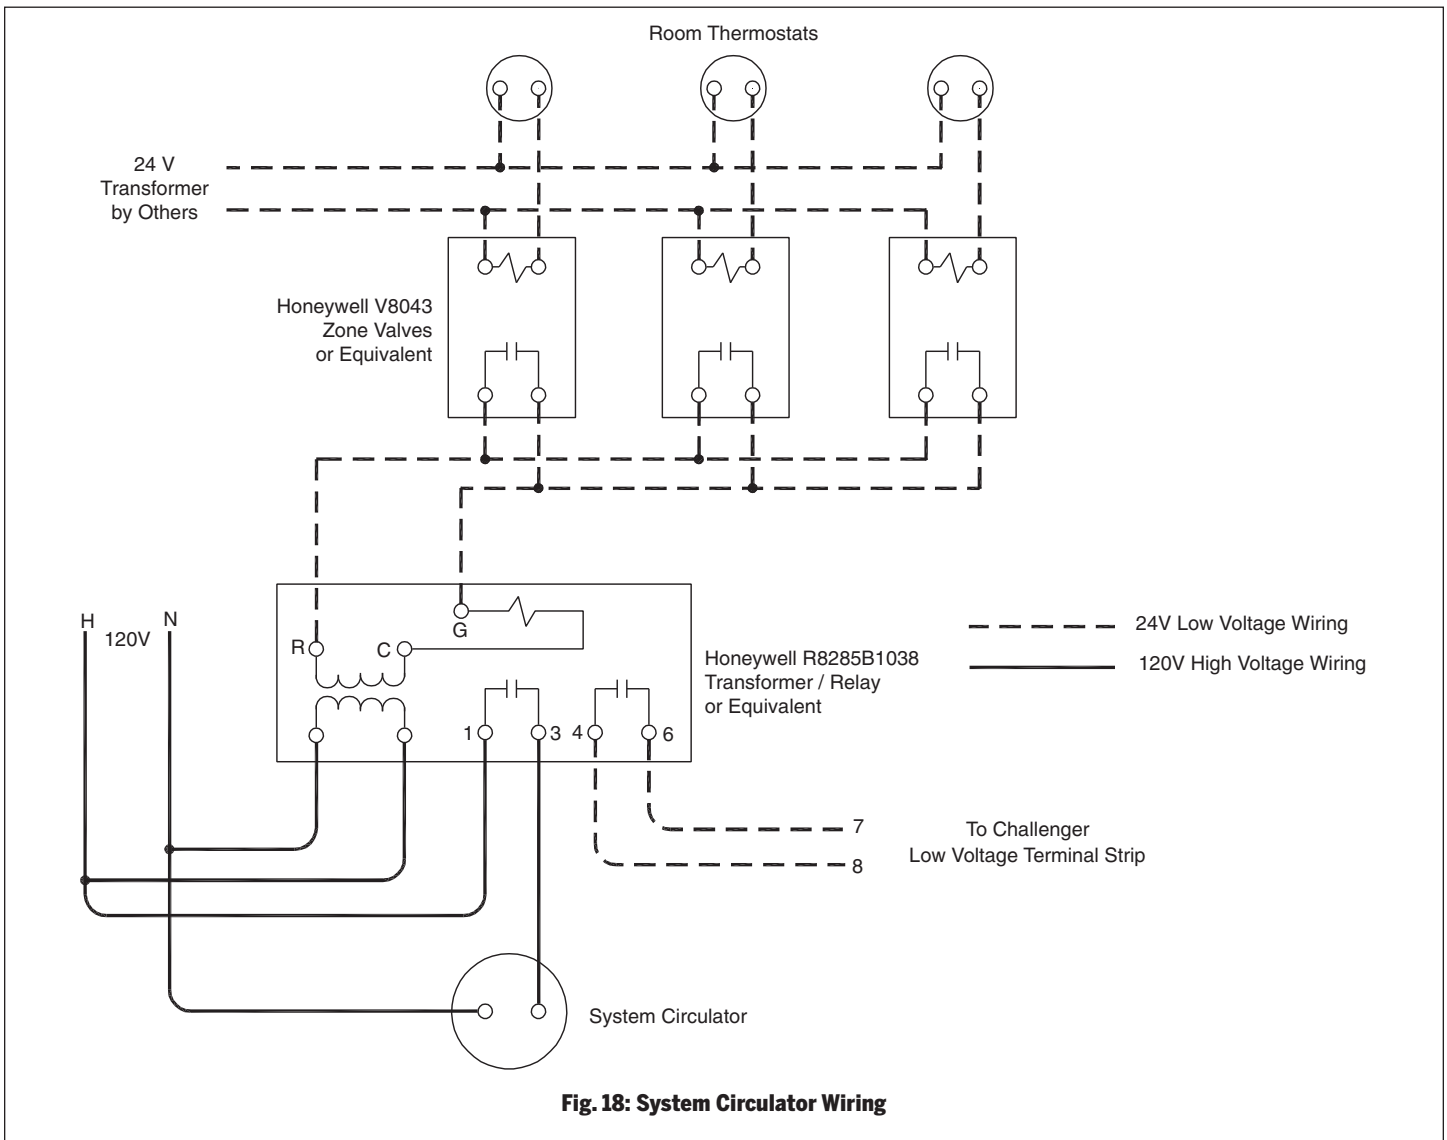 Room Thermostats
24 V
Transformer
by Others
Honeywell V8043
Zone Valves
or Equivalent
H
120V
N
R
C
G
1
3
4
6
Honeywell R8285B1038
Transformer / Relay
or Equivalent
24V Low Voltage Wiring
120V High Voltage Wiring
7
8
To Challenger
Low Voltage Terminal Strip
System Circulator
Fig. 18: System Circulator Wiring